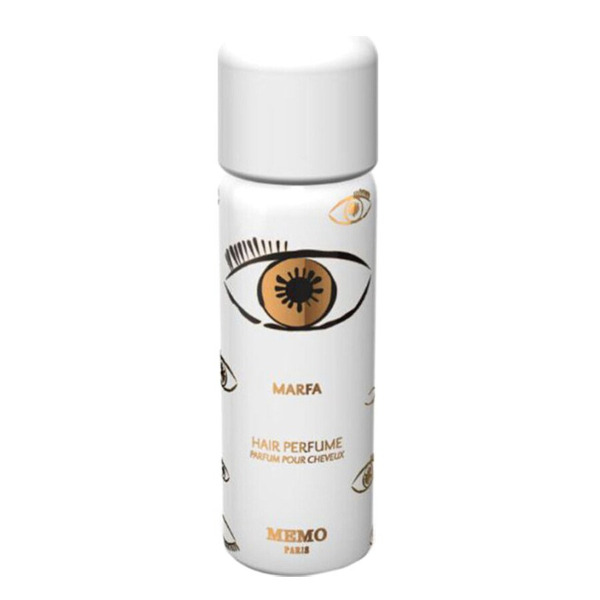 MARFA
HAIR PERFUME
PARFUM POUR CHEVEUX
MEMO
PARIS